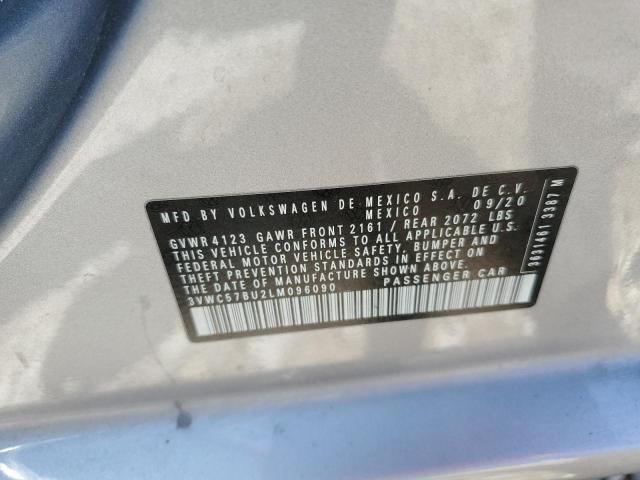 MFD BY VOLKSWAGEN DE MEXICO S.A. DE C.V.
MEXICO 09/20
GVWR 4123 GAWR FRONT 2161 / REAR 2072 LBS
THIS VEHICLE CONFORMS TO ALL APPLICABLE U.S.
FEDERAL MOTOR VEHICLE SAFETY, BUMPER AND
THEFT PREVENTION STANDARDS IN EFFECT ON
THE DATE OF MANUFACTURE SHOWN ABOVE.
3VWC57BU2LM096090 PASSENGER CAR
3631461 3387 M